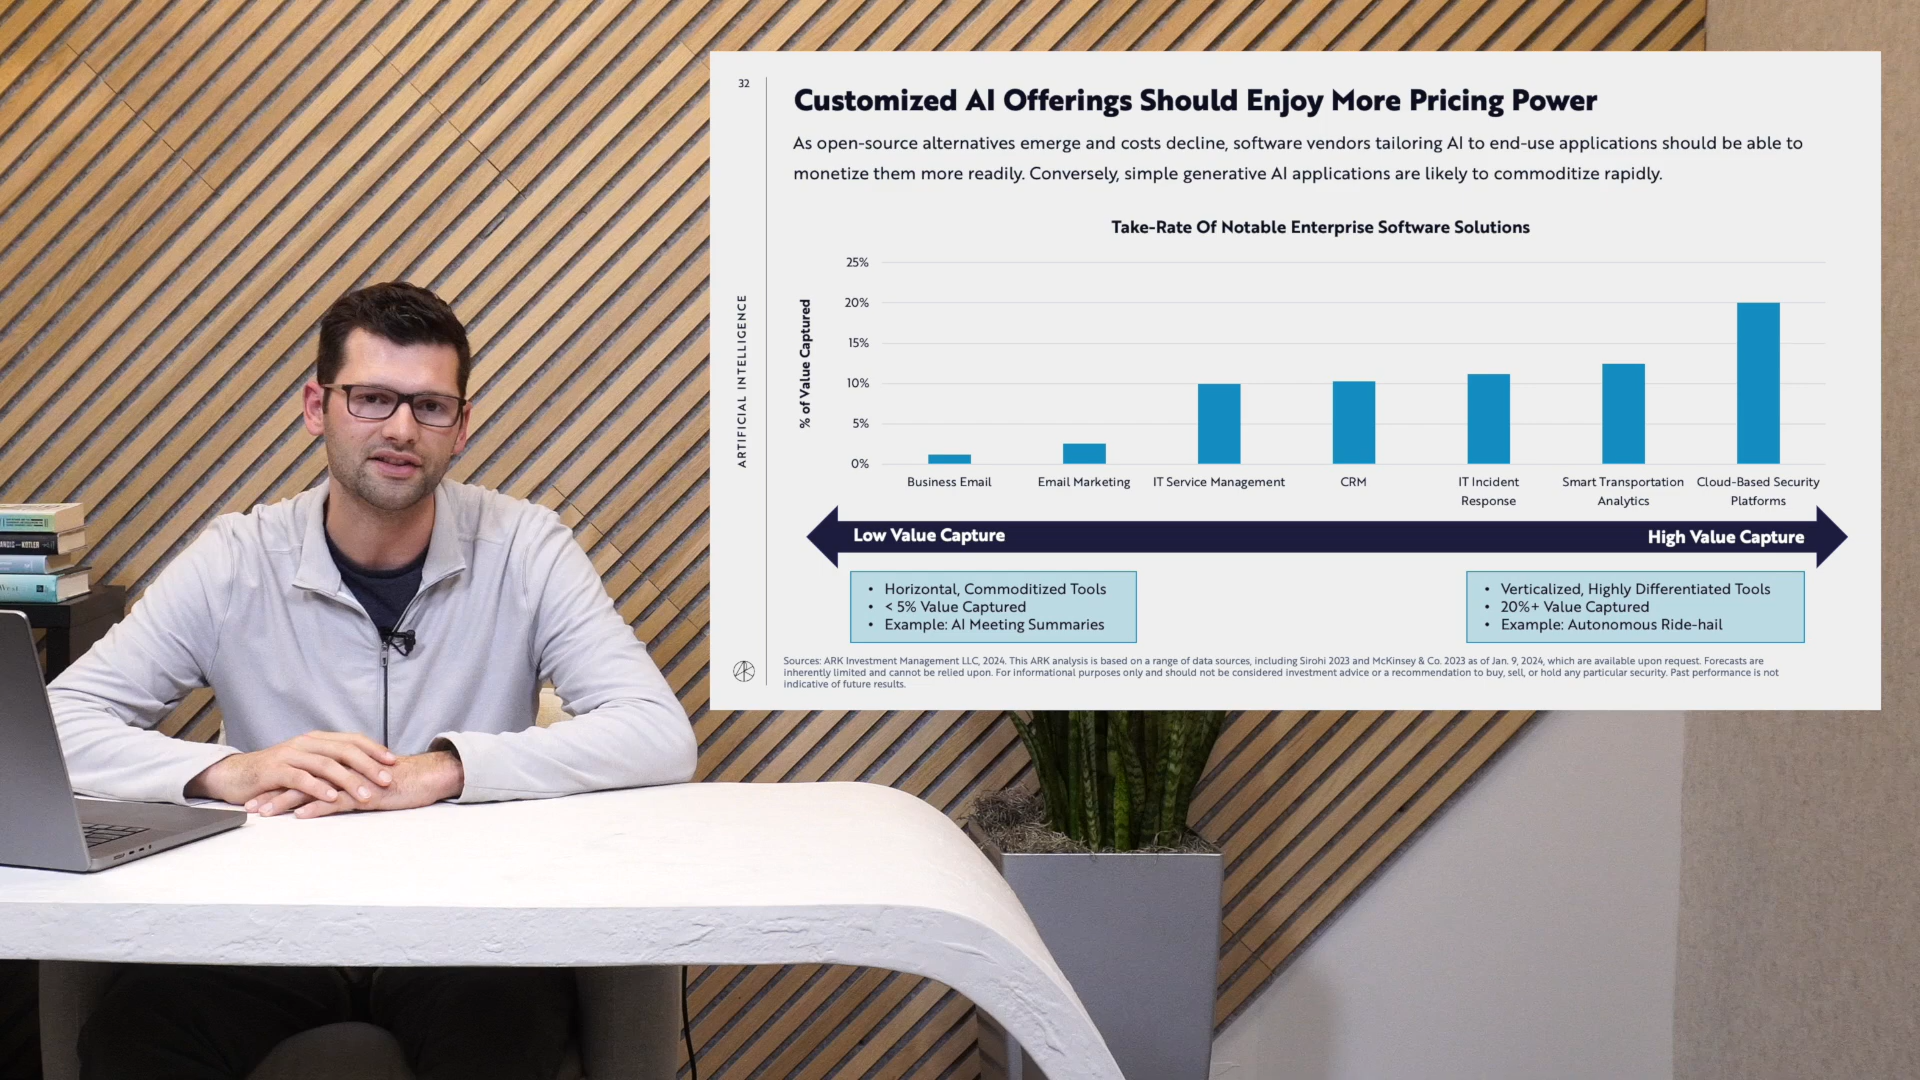 32
Customized AI Offerings Should Enjoy More Pricing Power
As open-source alternatives emerge and costs decline, software vendors tailoring AI to end-use applications should be able to
monetize them more readily. Conversely, simple generative AI applications are likely to commoditize rapidly.
ARTIFICIAL INTELLIGENCE
Take-Rate Of Notable Enterprise Software Solutions
% of Value Captured
25%
20%
15%
10%
5%
0%
Business Email
Email Marketing
IT Service Management
CRM
IT Incident
Response
Smart Transportation
Analytics
Cloud-Based Security
Platforms
Low Value Capture
High Value Capture
• Horizontal, Commoditized Tools
• < 5% Value Captured
• Example: AI Meeting Summaries
• Verticalized, Highly Differentiated Tools
• 20%+ Value Captured
• Example: Autonomous Ride-hail
Sources: ARK Investment Management LLC, 2024. This ARK analysis is based on a range of data sources, including Sirohi 2023 and McKinsey & Co. 2023 as of Jan. 9, 2024, which are available upon request. Forecasts are
inherently limited and cannot be relied upon. For informational purposes only and should not be considered investment advice or a recommendation to buy, sell, or hold any particular security. Past performance is not
indicative of future results.
KOTLER
West